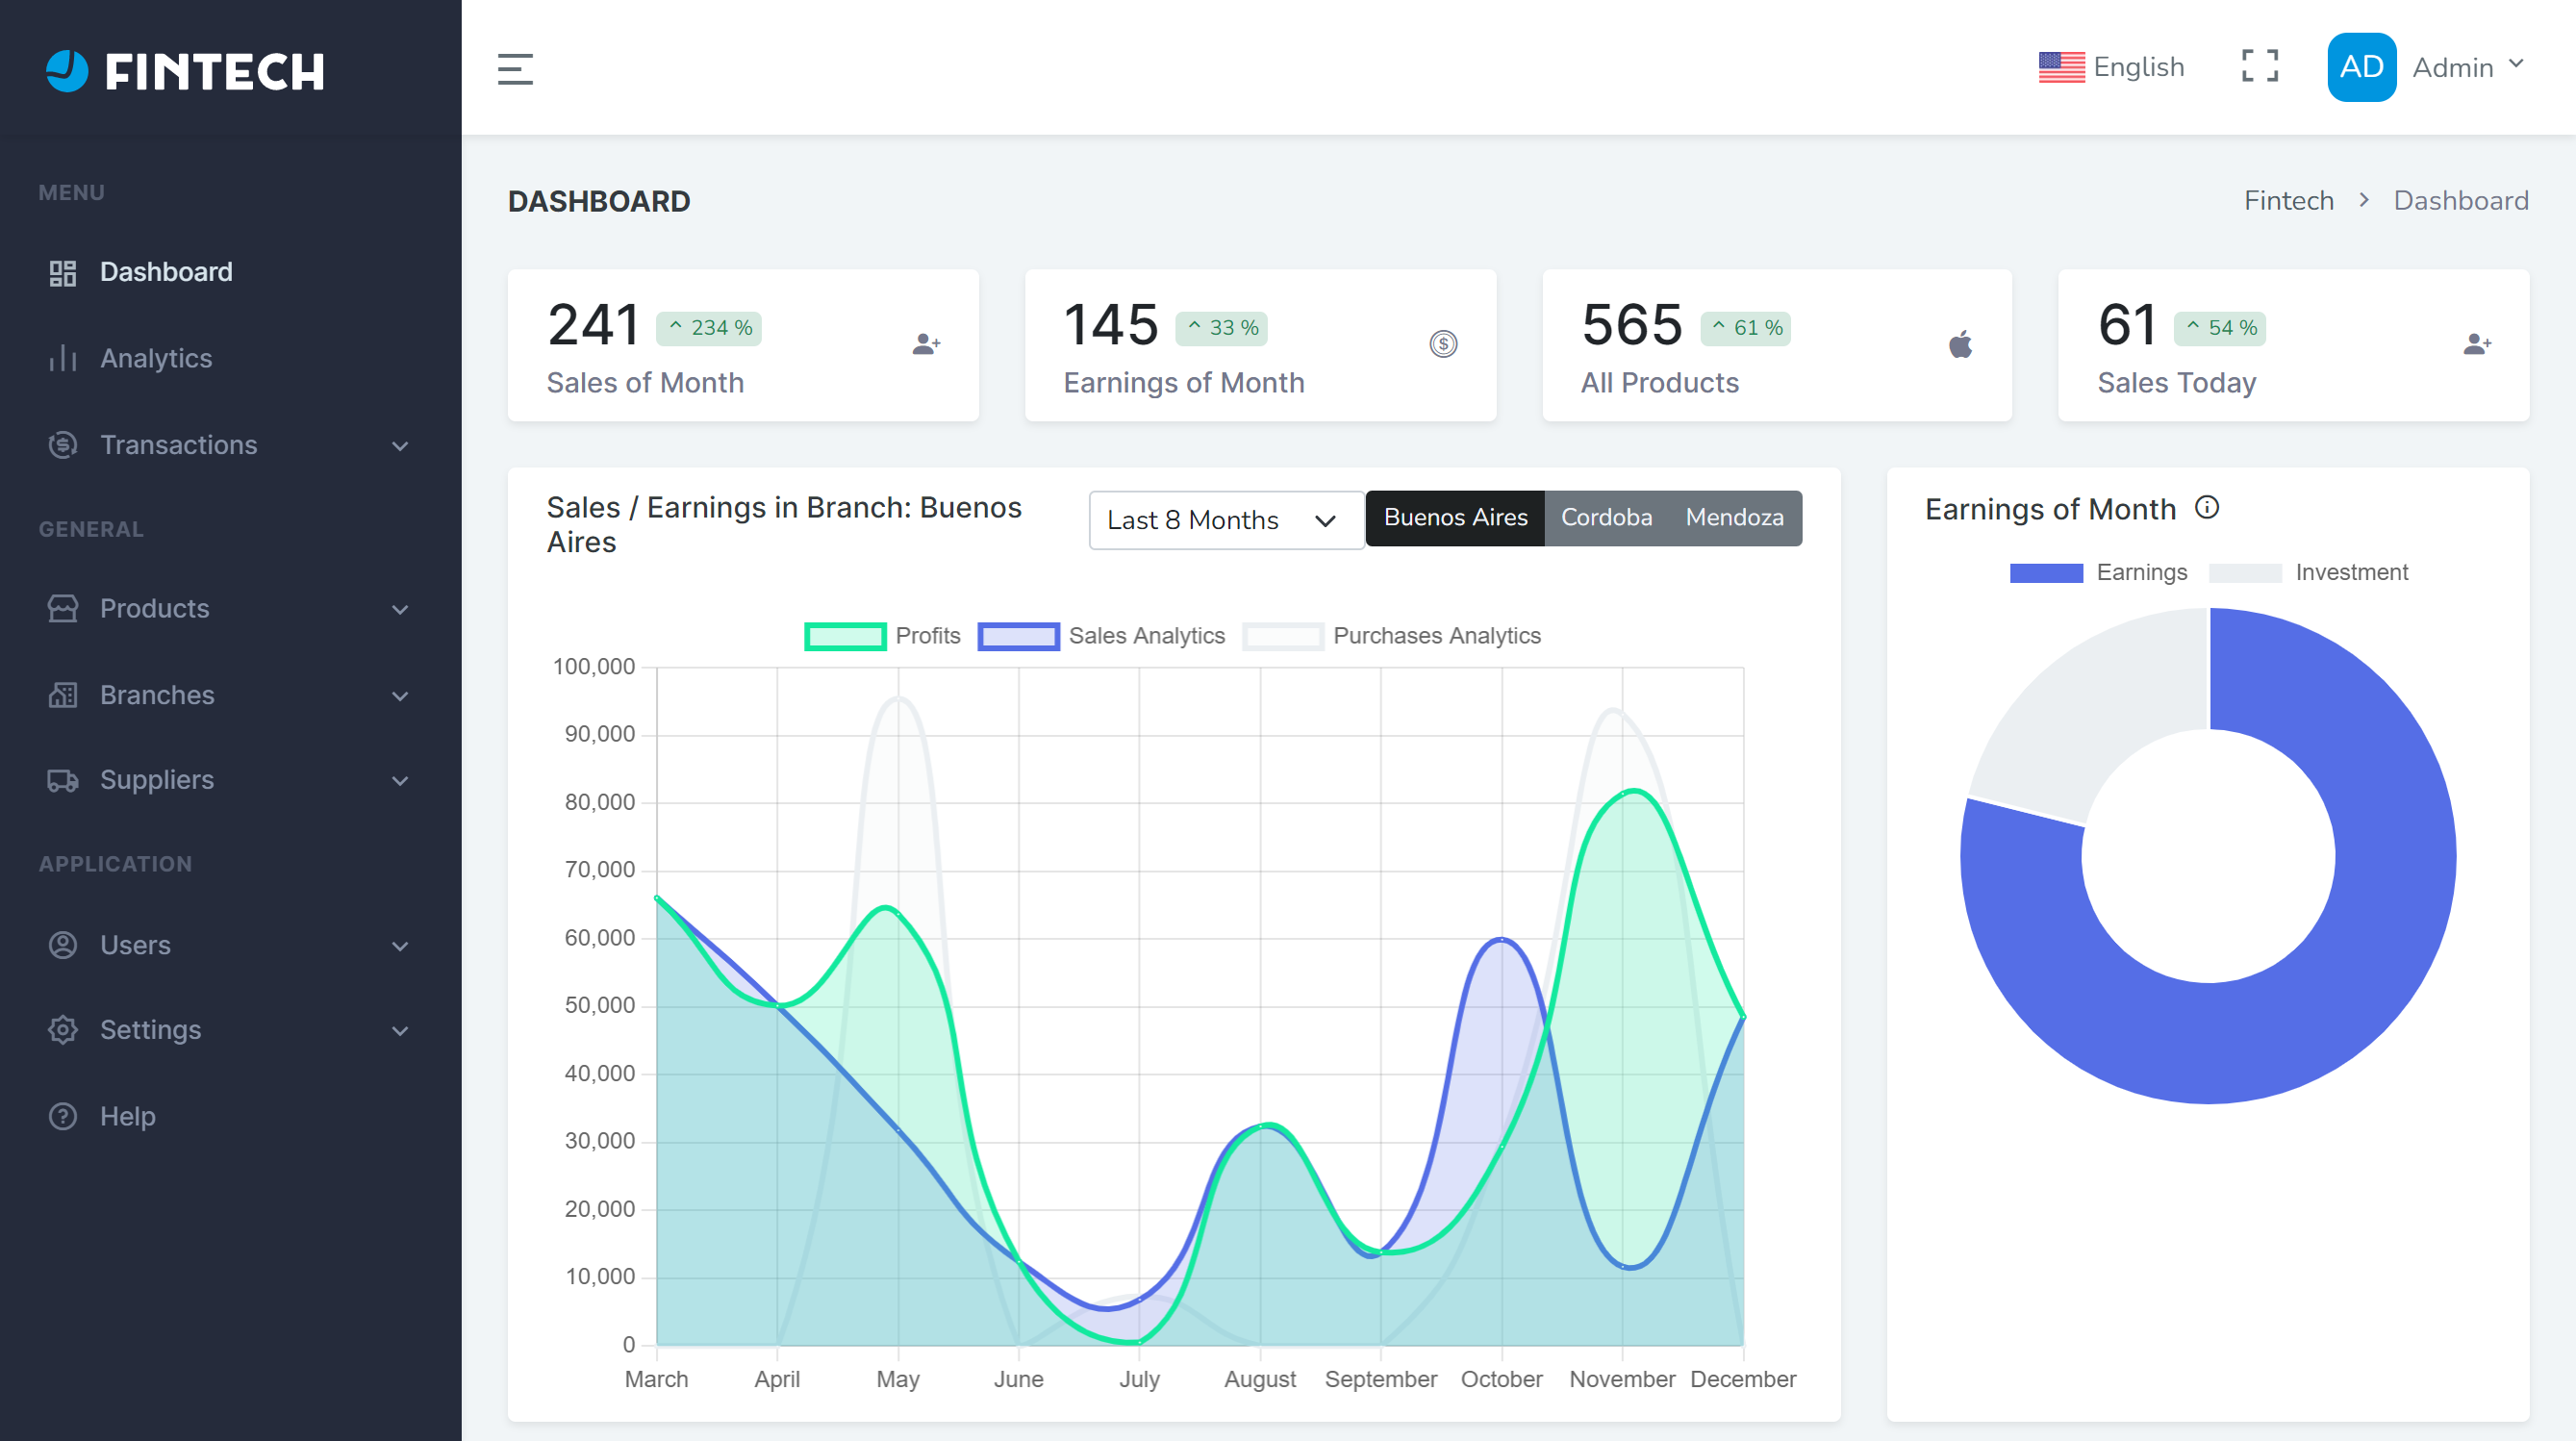 FINTECH
English
AD
Admin
MENU
Dashboard
Analytics
Transactions
GENERAL
Products
Branches
Suppliers
APPLICATION
Users
Settings
Help
DASHBOARD
Fintech > Dashboard
241 ^ 234 %
Sales of Month
145 ^ 33 %
Earnings of Month
$
565 ^ 61 %
All Products
61 ^ 54 %
Sales Today
Sales / Earnings in Branch: Buenos
Aires
Last 8 Months
Buenos Aires Cordoba Mendoza
Profits Sales Analytics Purchases Analytics
100,000
90,000
80,000
70,000
60,000
50,000
40,000
30,000
20,000
10,000
0
March April May June July August September October November December
Earnings of Month
Earnings Investment